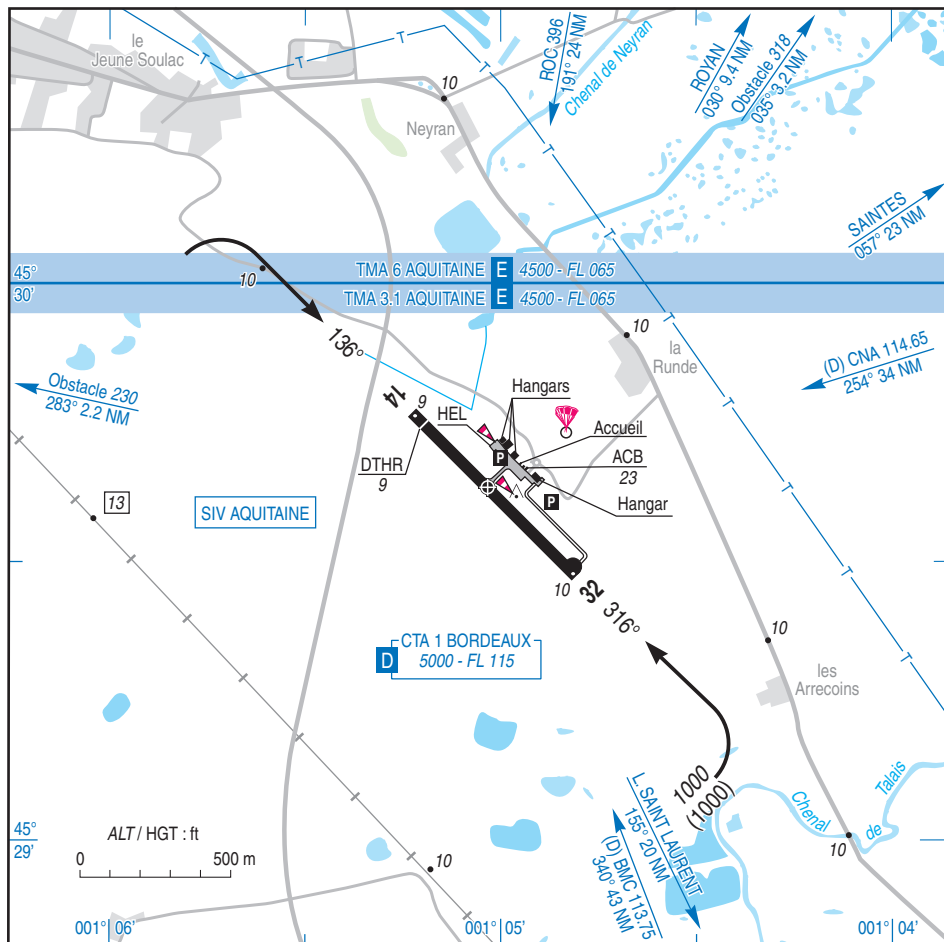 le
Jeune Soulac
T
T
T
10
Neyran
ROC 396
191° 24 NM
Chenal de Neyran
ROYAN
030° 9.4 NM
Obstacle 318
035° 3.2 NM
T
SAINTES
057° 23 NM
45°
30'
10
TMA 6 AQUITAINE E 4500 - FL 065
TMA 3.1 AQUITAINE E 4500 - FL 065
T
136°
10
la
Runde
(D) CNA 114.65
254° 34 NM
Obstacle 230
283° 2.2 NM
14
9
Hangars
HEL
Accueil
DTHR
9
P
ACB
23
13
SIV AQUITAINE
P
Hangar
T
10
32
316°
10
CTA 1 BORDEAUX
D
5000 - FL 115
T
les
Arrecoins
1000
(1000)
Chenal
de
Talais
L. SAINT LAURENT
155° 20 NM
(D) BMC 113.75
340° 43 NM
45°
29'
ALT / HGT : ft
0
500 m
10
10
001° 06'
001° 05'
001° 04'